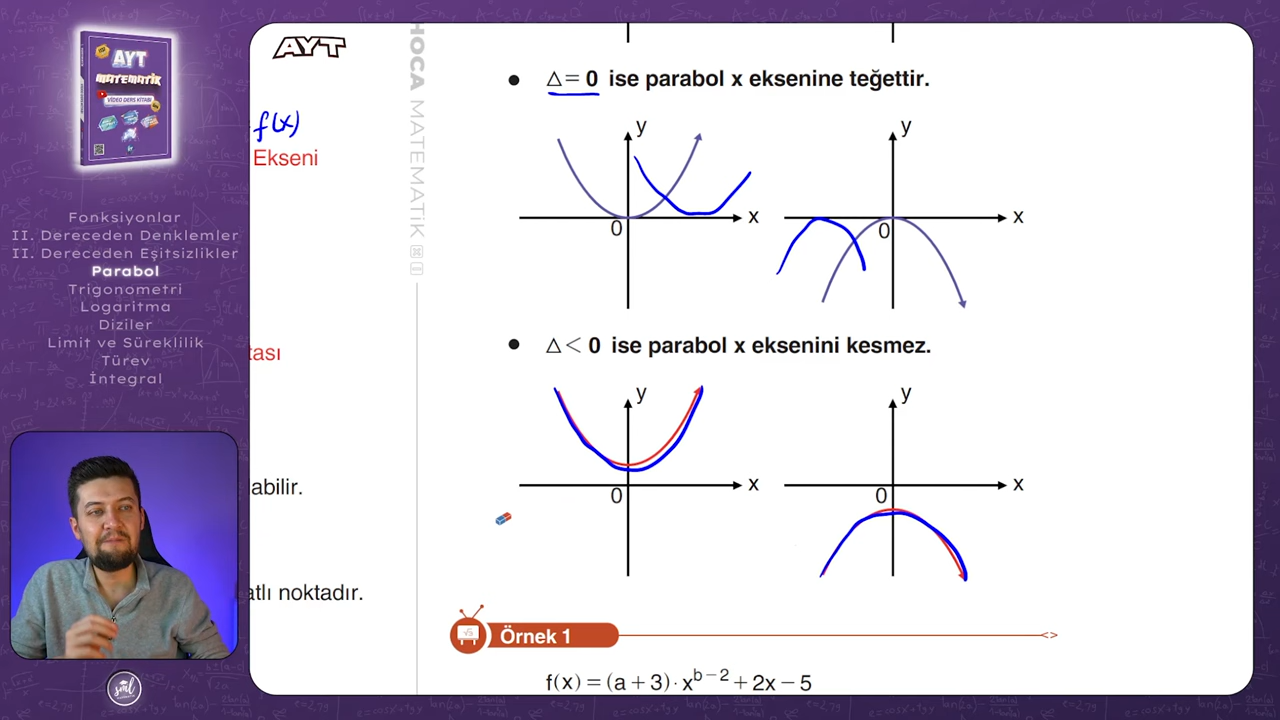 AYT
MATEMATİK
VİDEO DERS KİTABI
Fonksiyonlar
II. Dereceden Denklemler
II. Dereceden Eşitsizlikler
Parabol
Trigonometri
Logaritma
Diziler
Limit ve Süreklilik
Türev
İntegral
sml
AYT
f(x)
Ekseni
tası
labilir.
atlı noktadır.
HOCA MATEMATİK
• △ = 0 ise parabol x eksenine teğettir.
y
x
0
y
x
0
• △ < 0 ise parabol x eksenini kesmez.
y
x
0
y
x
0
Örnek 1
f(x) = (a + 3) · x^{b − 2} + 2x − 5